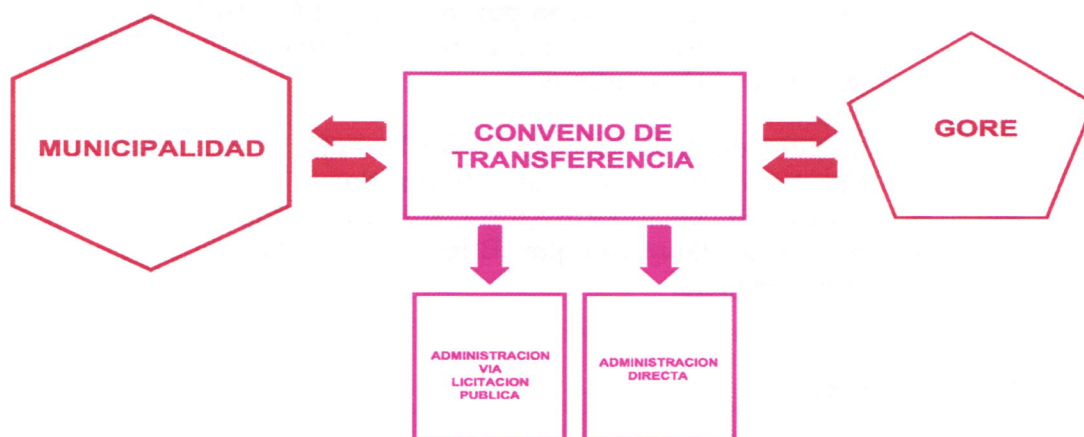 MUNICIPALIDAD
CONVENIO DE
TRANSFERENCIA
GORE
ADMINISTRACION
VIA
LICITACION
PUBLICA
ADMINISTRACION
DIRECTA